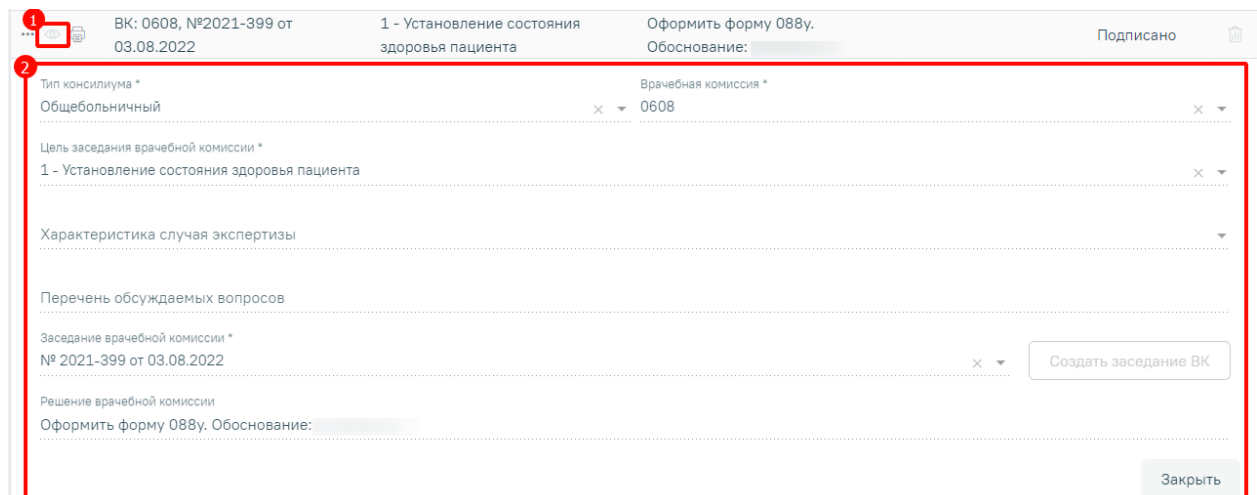 1
ВК: 0608, №2021-399 от 1 - Установление состояния Оформить форму 088у.
03.08.2022 здоровья пациента Обоснование: Подписано
2
Тип консилиума * Врачебная комиссия *
Общебольничный 0608
Цель заседания врачебной комиссии *
1 - Установление состояния здоровья пациента
Характеристика случая экспертизы
Перечень обсуждаемых вопросов
Заседание врачебной комиссии *
№ 2021-399 от 03.08.2022 Создать заседание ВК
Решение врачебной комиссии
Оформить форму 088у. Обоснование:
Закрыть